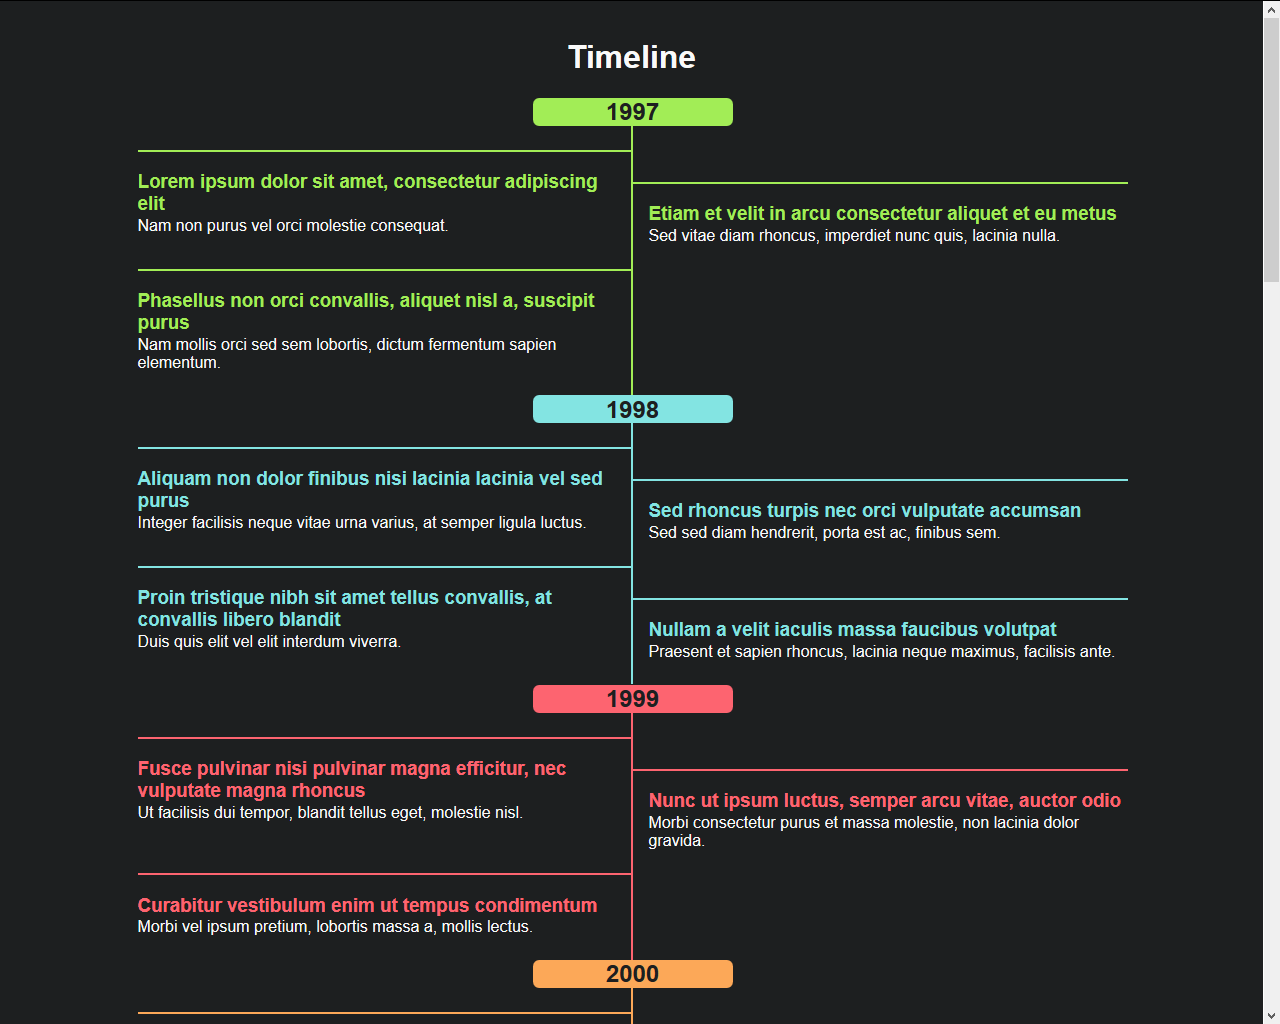 Timeline
1997
Lorem ipsum dolor sit amet, consectetur adipiscing
elit
Nam non purus vel orci molestie consequat.
Etiam et velit in arcu consectetur aliquet et eu metus
Sed vitae diam rhoncus, imperdiet nunc quis, lacinia nulla.
Phasellus non orci convallis, aliquet nisl a, suscipit
purus
Nam mollis orci sed sem lobortis, dictum fermentum sapien
elementum.
1998
Aliquam non dolor finibus nisi lacinia lacinia vel sed
purus
Integer facilisis neque vitae urna varius, at semper ligula luctus.
Sed rhoncus turpis nec orci vulputate accumsan
Sed sed diam hendrerit, porta est ac, finibus sem.
Proin tristique nibh sit amet tellus convallis, at
convallis libero blandit
Duis quis elit vel elit interdum viverra.
Nullam a velit iaculis massa faucibus volutpat
Praesent et sapien rhoncus, lacinia neque maximus, facilisis ante.
1999
Fusce pulvinar nisi pulvinar magna efficitur, nec
vulputate magna rhoncus
Ut facilisis dui tempor, blandit tellus eget, molestie nisl.
Nunc ut ipsum luctus, semper arcu vitae, auctor odio
Morbi consectetur purus et massa molestie, non lacinia dolor
gravida.
Curabitur vestibulum enim ut tempus condimentum
Morbi vel ipsum pretium, lobortis massa a, mollis lectus.
2000